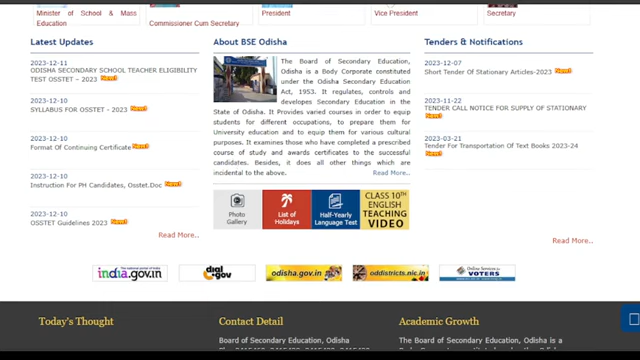 Minister of School & Mass
Education
Commissioner Cum Secretary
President
Vice President
Secretary
Latest Updates
2023-12-11
ODISHA SECONDARY SCHOOL TEACHER ELIGIBILITY
TEST OSSTET – 2023 New!
2023-12-10
SYLLABUS FOR OSSTET - 2023 New!
2023-12-10
Format Of Continuing Certificate New!
2023-12-10
Instruction For PH Candidates, Osstet.Doc New!
2023-12-10
OSSTET Guidelines 2023 New!
Read More..
About BSE Odisha
The Board of Secondary Education,
Odisha is a Body Corporate constituted
under the Odisha Secondary Education
Act, 1953. It regulates, controls and
developes Secondary Education in the
State of Odisha. It Provides varied courses in order to equip
students for different occupations, to prepare them for
University education and to equip them for various cultural
purposes. It examines those who have completed a prescribed
course of study and awards certificates to the successful
candidates. Besides, it does all other things which are
incidental to the above.
Read More..
Photo
Gallery
List of
Holidays
Half-Yearly
Language Test
CLASS 10TH
ENGLISH
TEACHING
VIDEO
Tenders & Notifications
2023-12-07
Short Tender Of Stationary Articles-2023 New!
2023-11-22
TENDER CALL NOTICE FOR SUPPLY OF STATIONARY
New!
2023-03-21
Tender For Transportation Of Text Books 2023-24
New!
Read More..
india.gov.in
dial.gov
odisha.gov.in
oddistricts.nic.in
Online Services for
VOTERS
Today's Thought
Contact Detail
Board of Secondary Education, Odisha
Academic Growth
The Board of Secondary Education, Odisha is a